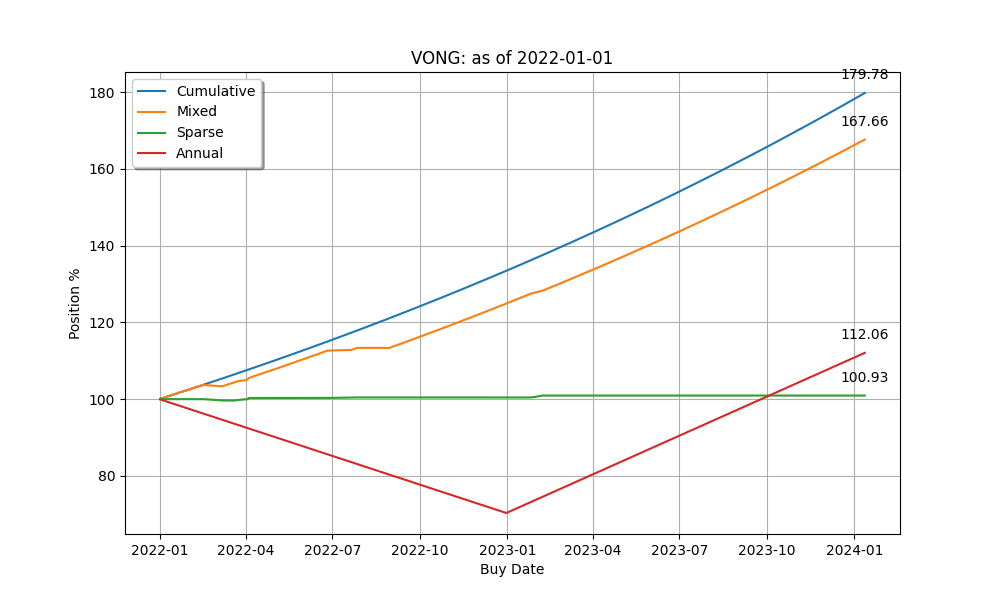 VONG: as of 2022-01-01
179.78
180
Cumulative
Mixed
Sparse
Annual
167.66
160
140
120
112.06
100.93
100
80
Position %
2022-01 2022-04 2022-07 2022-10 2023-01 2023-04 2023-07 2023-10 2024-01
Buy Date